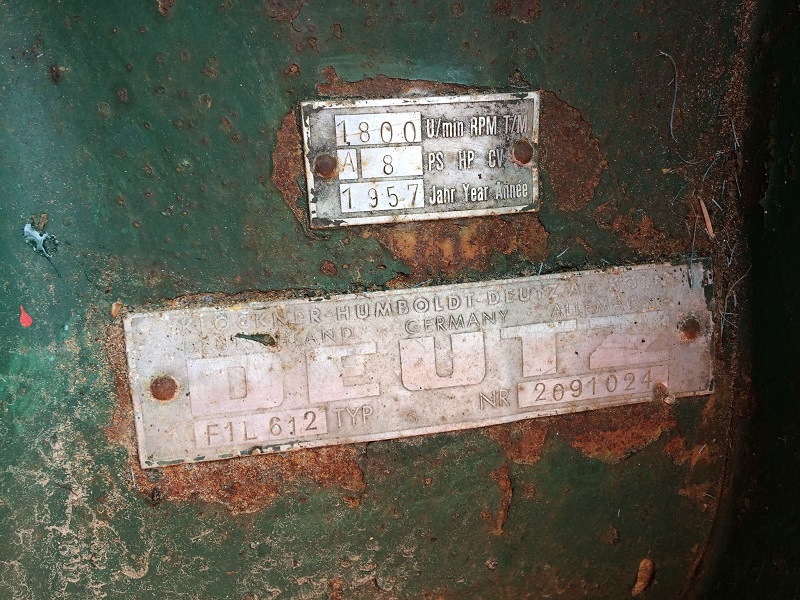 1800 U/min RPM T/M
A 8 PS HP CV
1957 Jahr Year Année
KLÖCKNER-HUMBOLDT-DEUTZ
GERMANY
DEUTZ
F1L 612 TYP NR 2091024